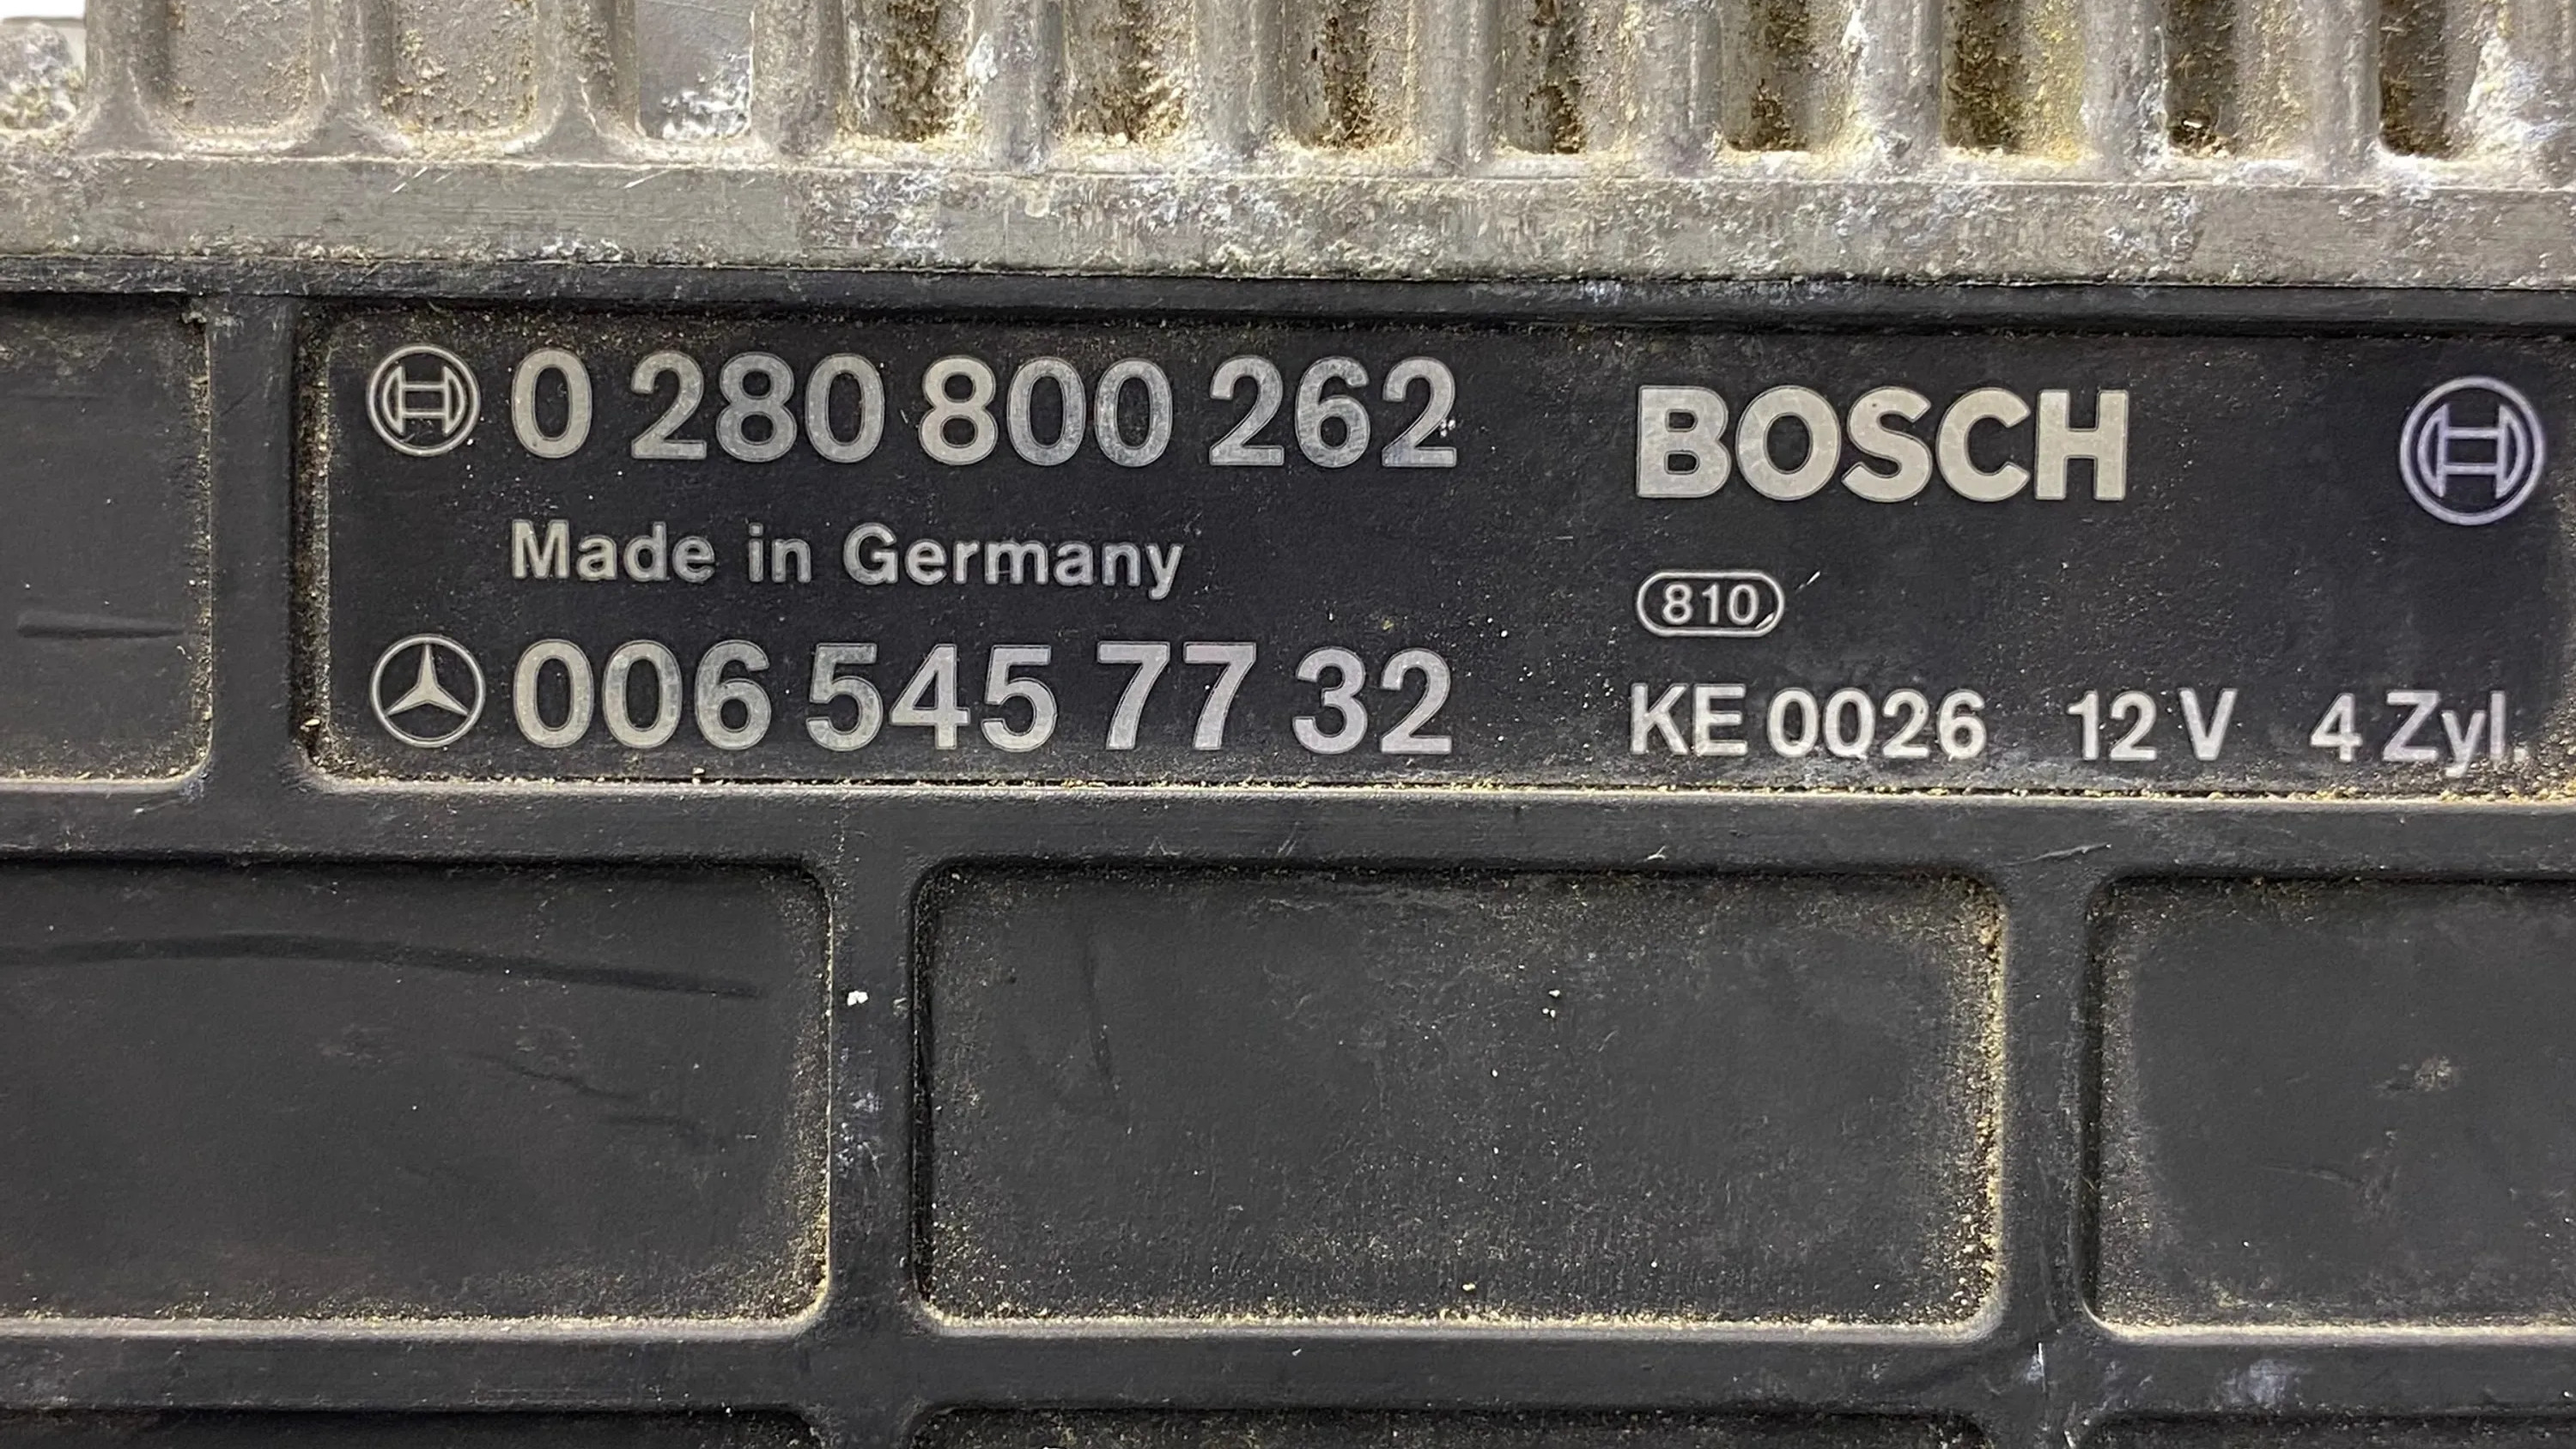 0 280 800 262
BOSCH
Made in Germany
810
006 545 77 32
KE 0026 12 V 4 Zyl.